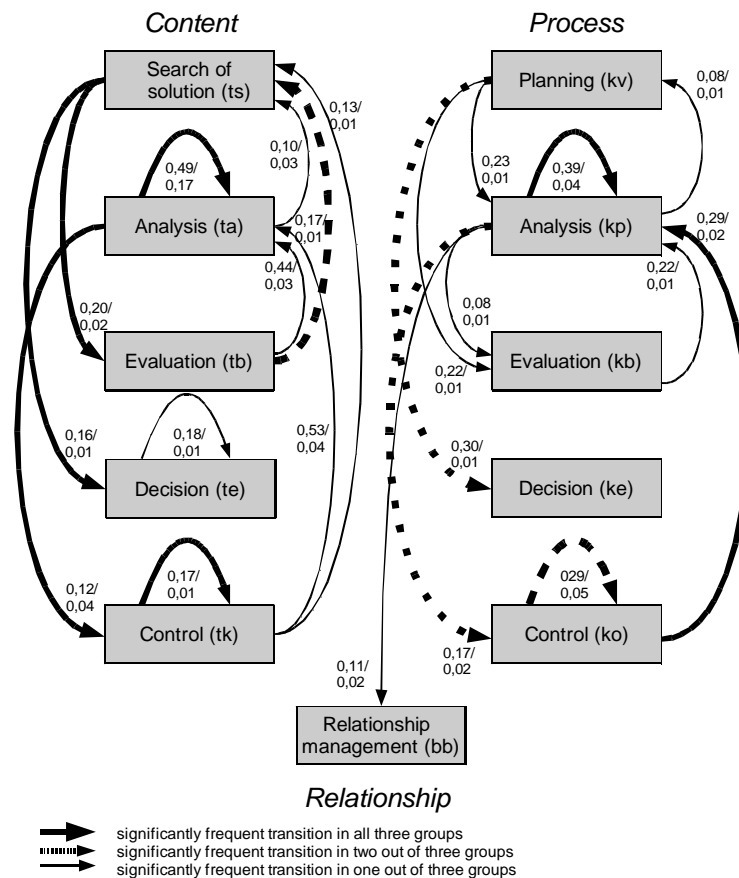 Content
Process
Search of
solution (ts)
Planning (kv)
0,13/
0,01
0,08/
0,01
0,10/
0,03
0,23
0,01
0,49/
0,17
0,39/
0,04
Analysis (ta)
Analysis (kp)
0,17/
0,01
0,29/
0,02
0,44/
0,03
0,22/
0,01
0,20/
0,02
0,08
0,01
Evaluation (tb)
Evaluation (kb)
0,22/
0,01
0,16/
0,01
0,18/
0,01
0,53/
0,04
0,30/
0,01
Decision (te)
Decision (ke)
0,12/
0,04
0,17/
0,01
029/
0,05
Control (tk)
Control (ko)
0,17/
0,02
0,11/
0,02
Relationship
management (bb)
Relationship
significantly frequent transition in all three groups
significantly frequent transition in two out of three groups
significantly frequent transition in one out of three groups